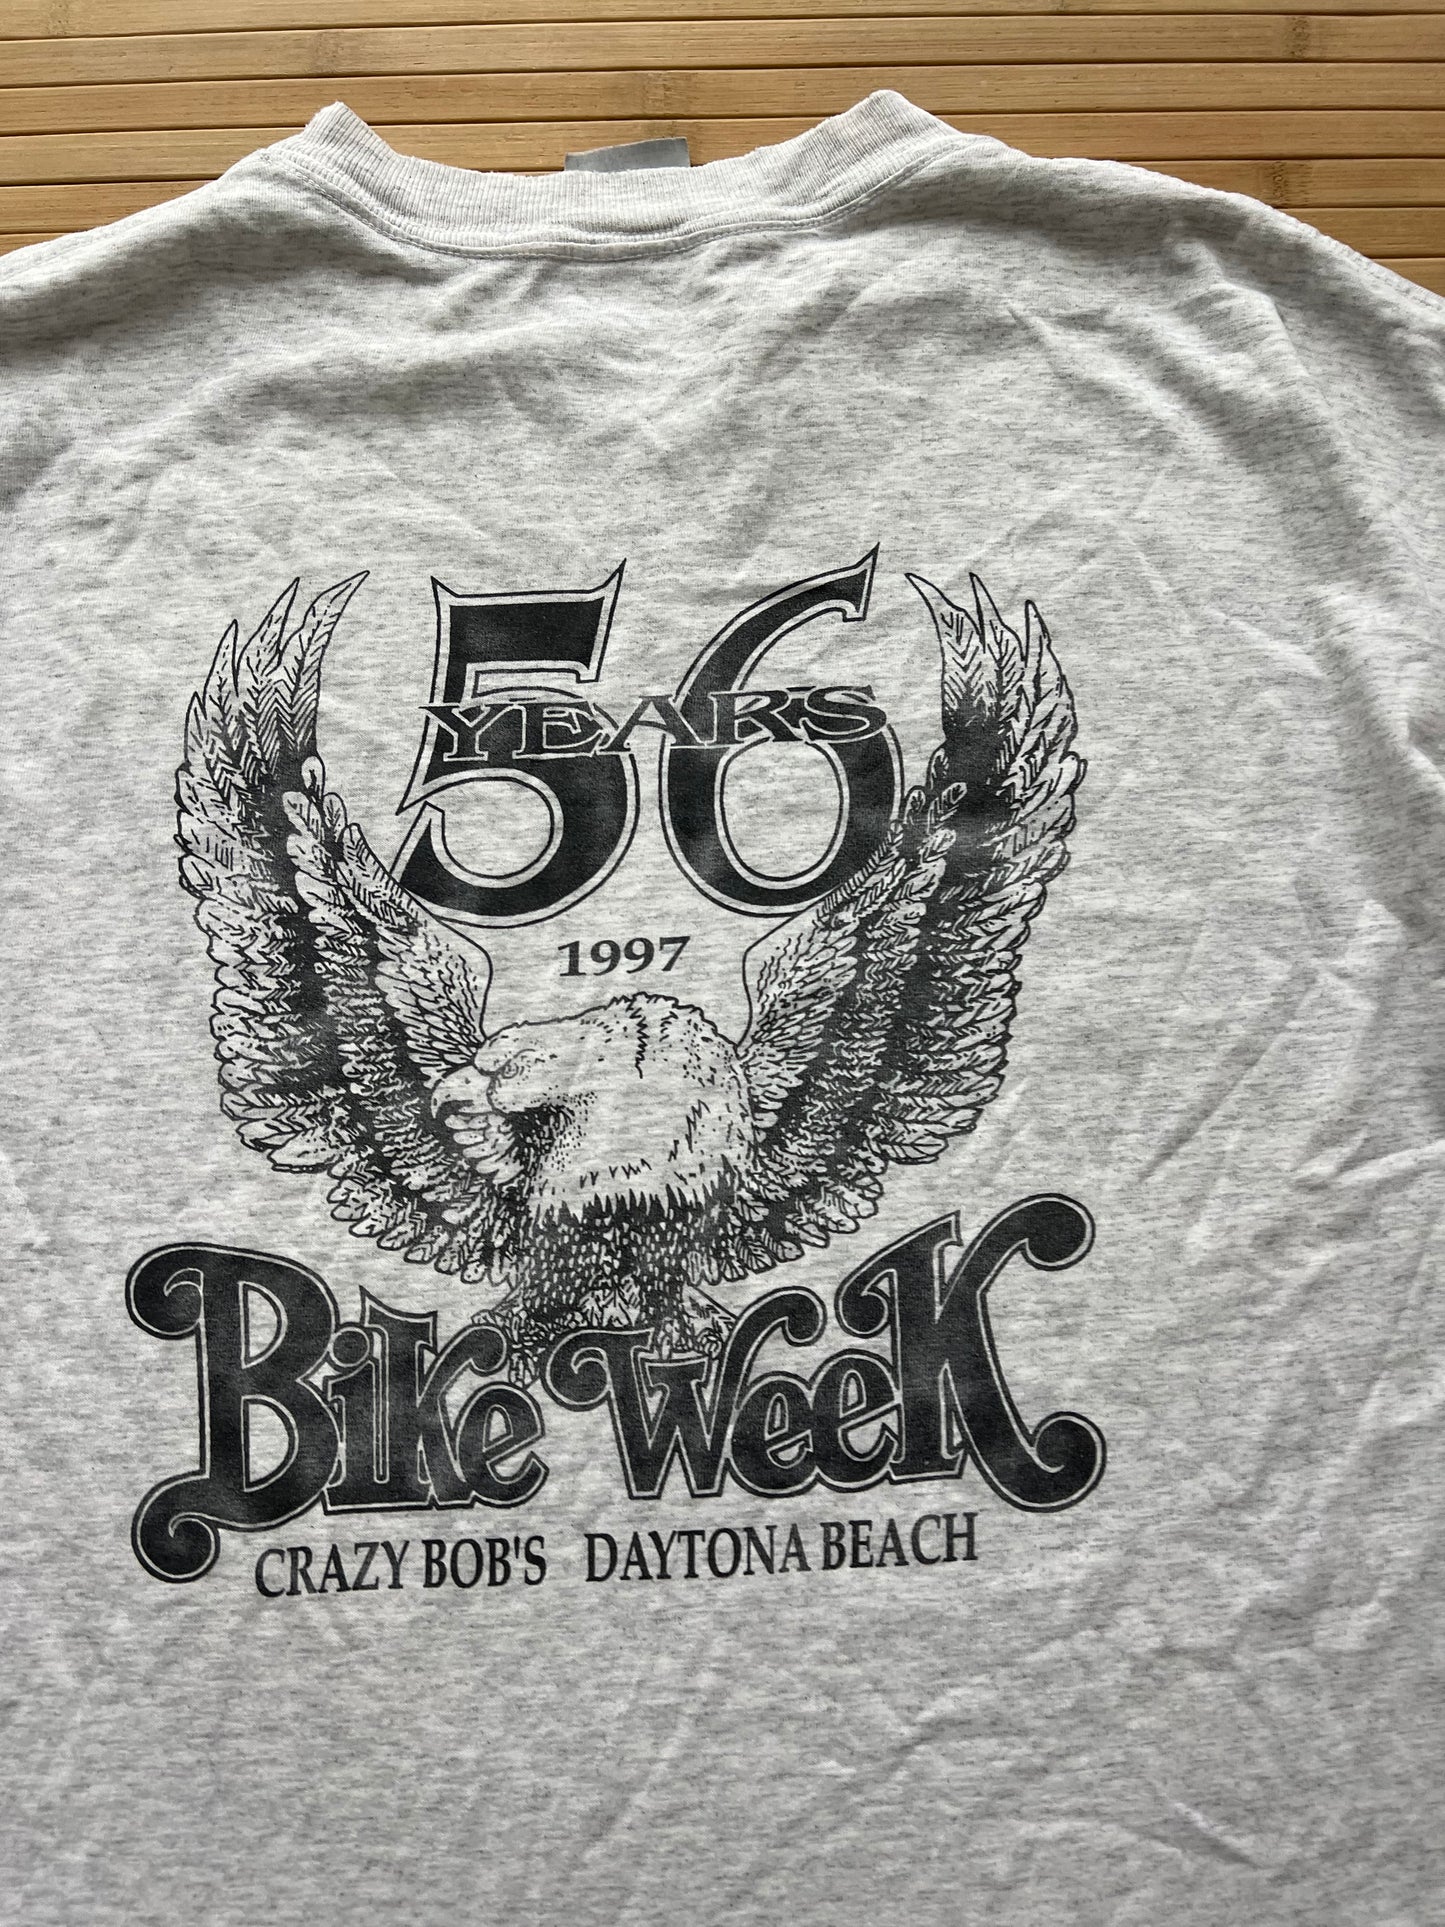 56
YEARS
1997
Bike Week
CRAZY BOB'S DAYTONA BEACH